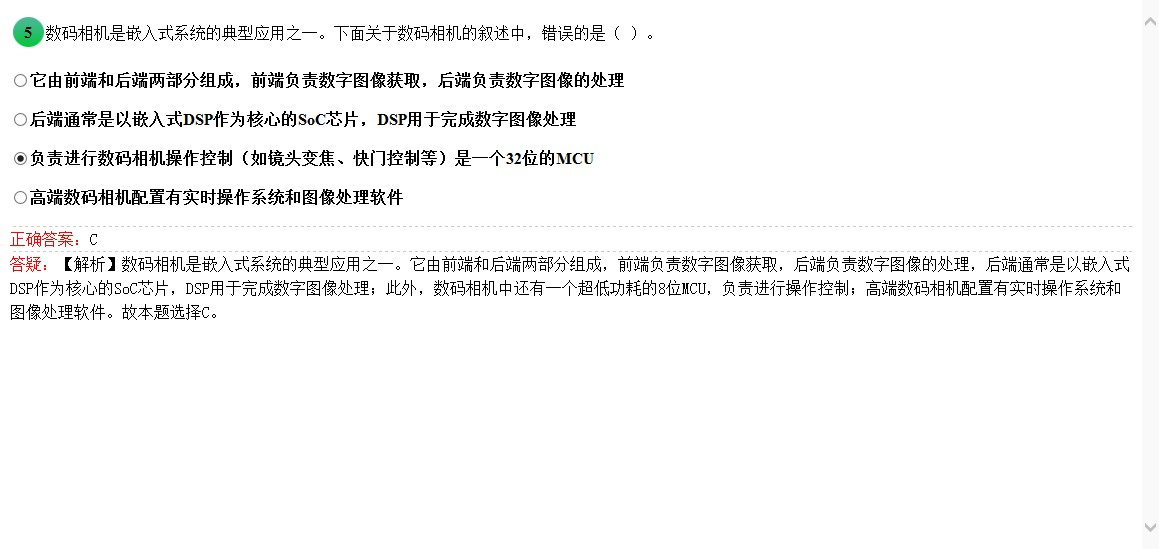 5 数码相机是嵌入式系统的典型应用之一。下面关于数码相机的叙述中，错误的是（ ）。
它由前端和后端两部分组成，前端负责数字图像获取，后端负责数字图像的处理
后端通常是以嵌入式DSP作为核心的SoC芯片，DSP用于完成数字图像处理
负责进行数码相机操作控制（如镜头变焦、快门控制等）是一个32位的MCU
高端数码相机配置有实时操作系统和图像处理软件
正确答案：C
答疑：【解析】数码相机是嵌入式系统的典型应用之一。它由前端和后端两部分组成，前端负责数字图像获取，后端负责数字图像的处理，后端通常是以嵌入式
DSP作为核心的SoC芯片，DSP用于完成数字图像处理；此外，数码相机中还有一个超低功耗的8位MCU，负责进行操作控制；高端数码相机配置有实时操作系统和
图像处理软件。故本题选择C。